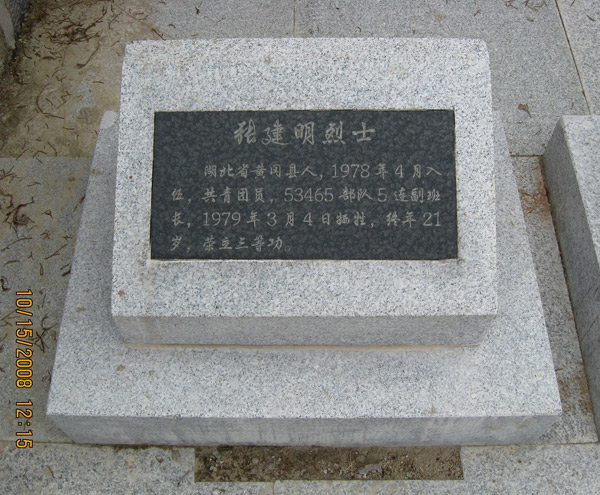 张建明烈士
湖北省黄冈县人，1978年4月入
伍，共青团员，53465部队5连副班
长，1979年3月4日牺牲，终年21
岁，荣立三等功
10/15/2008 12:15